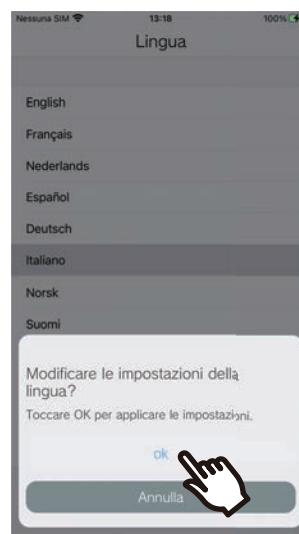 Nessuna SIM 13:18 100%
Lingua
English
Français
Nederlands
Español
Deutsch
Italiano
Norsk
Suomi
Modificare le impostazioni della
lingua?
Toccare OK per applicare le impostazioni.
ok
Annulla